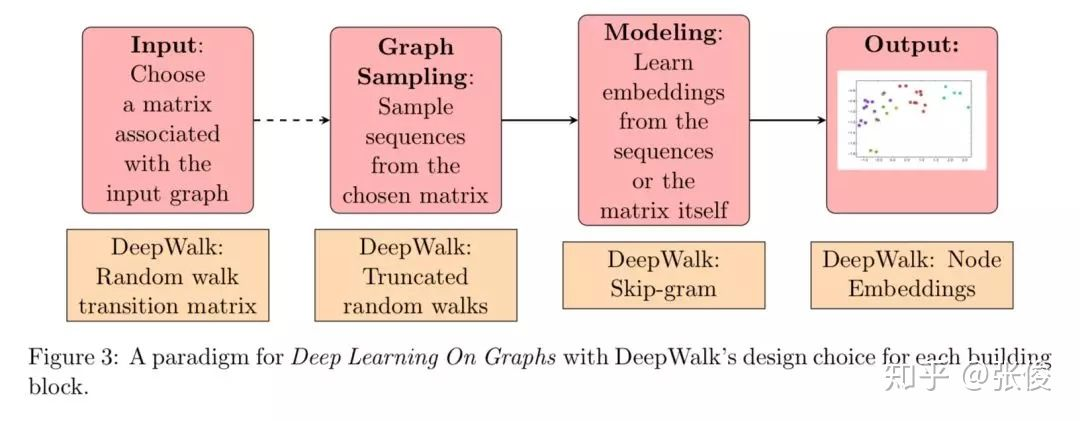 Input:
Choose
a matrix
associated
with the
input graph
Graph
Sampling:
Sample
sequences
from the
chosen matrix
Modeling:
Learn
embeddings
from the
sequences
or the
matrix itself
Output:
DeepWalk:
Random walk
transition matrix
DeepWalk:
Truncated
random walks
DeepWalk:
Skip-gram
DeepWalk: Node
Embeddings
Figure 3: A paradigm for Deep Learning On Graphs with DeepWalk's design choice for each building
block.
知乎 @张俊